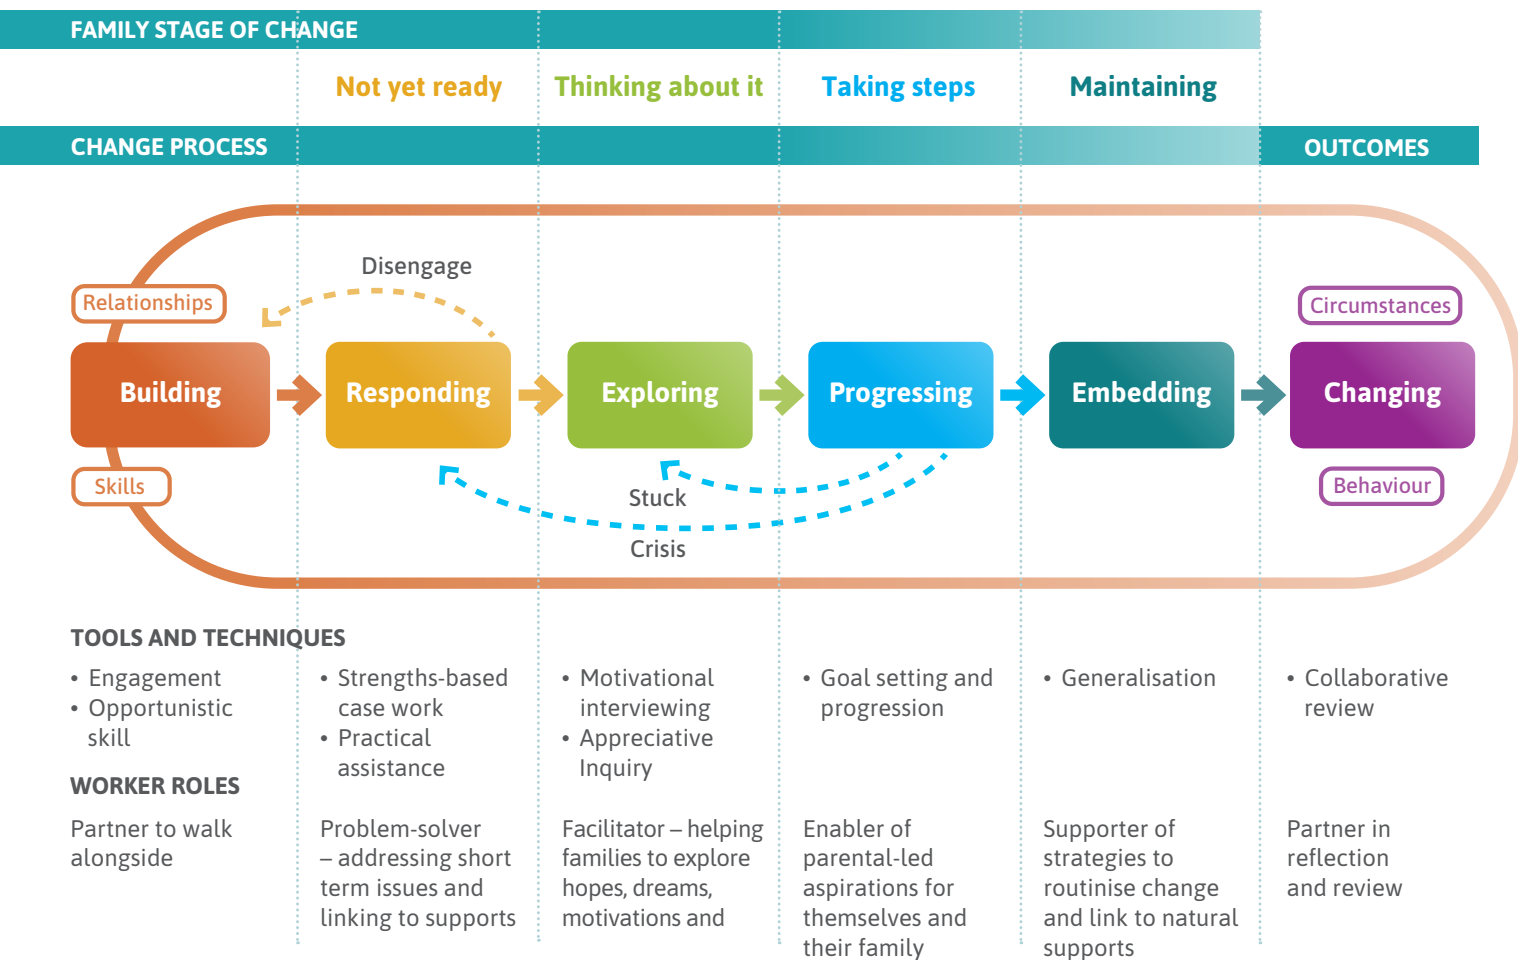 FAMILY STAGE OF CHANGE
Not yet ready
Thinking about it
Taking steps
Maintaining
CHANGE PROCESS
OUTCOMES
Disengage
Relationships
Circumstances
Building
Responding
Exploring
Progressing
Embedding
Changing
Skills
Stuck
Behaviour
Crisis
TOOLS AND TECHNIQUES
• Engagement
• Opportunistic
skill
• Strengths-based
case work
• Practical
assistance
• Motivational
interviewing
• Appreciative
Inquiry
• Goal setting and
progression
• Generalisation
• Collaborative
review
WORKER ROLES
Partner to walk
alongside
Problem-solver
– addressing short
term issues and
linking to supports
Facilitator – helping
families to explore
hopes, dreams,
motivations and
Enabler of
parental-led
aspirations for
themselves and
their family
Supporter of
strategies to
routinise change
and link to natural
supports
Partner in
reflection
and review